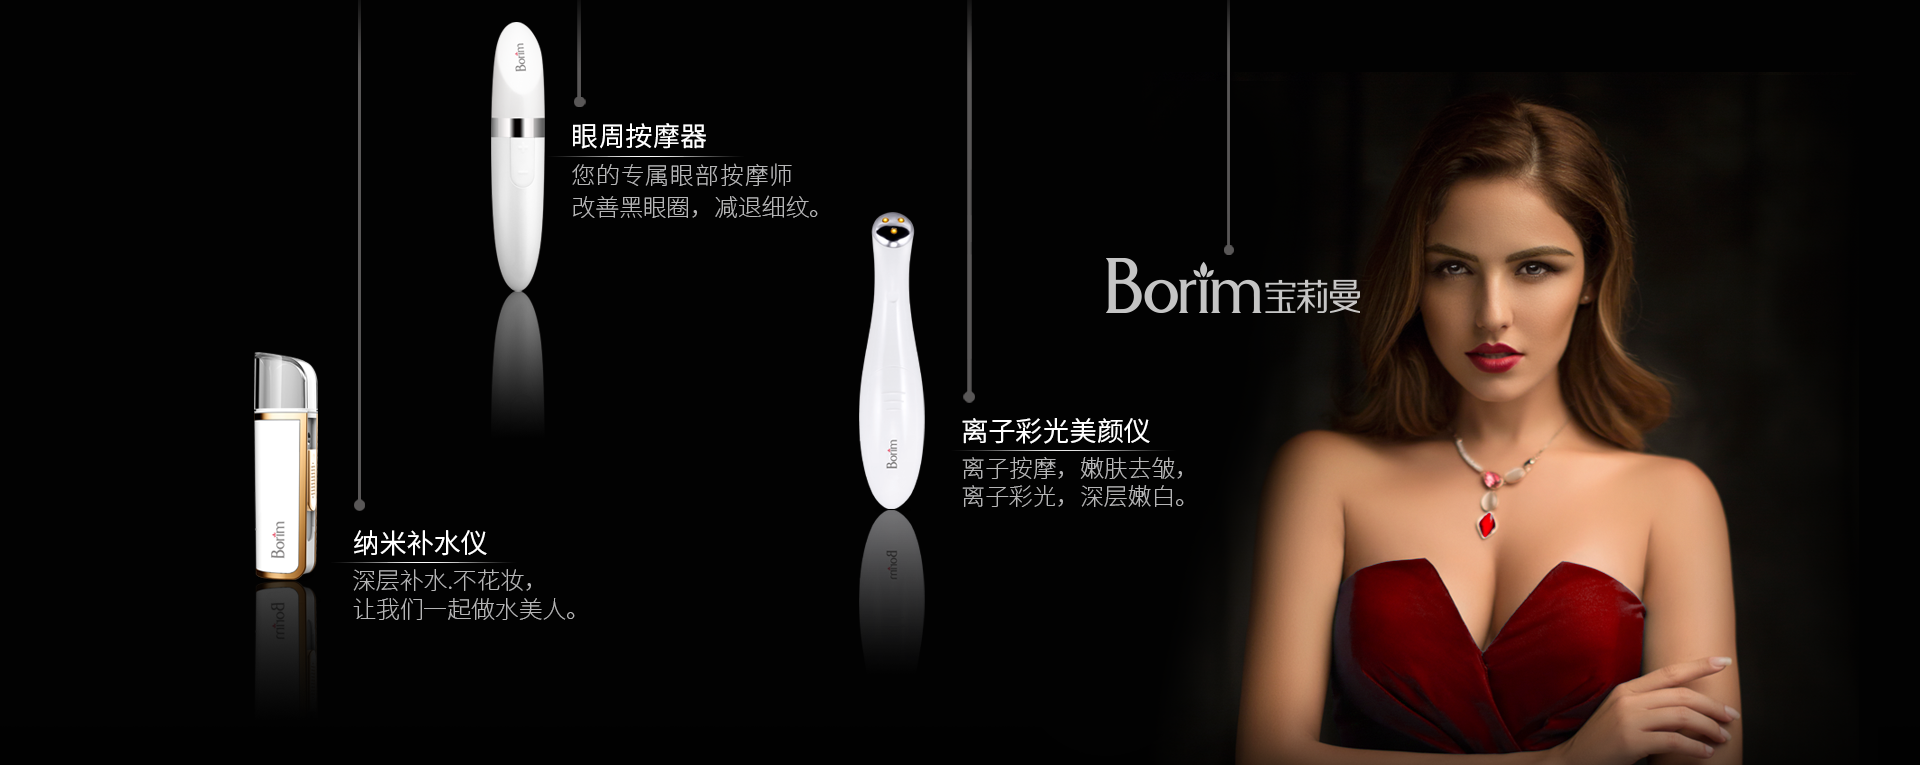 Borim
眼周按摩器
您的专属眼部按摩师
改善黑眼圈，减退细纹。
Borim宝莉曼
离子彩光美颜仪
离子按摩，嫩肤去皱，
离子彩光，深层嫩白。
Borim
纳米补水仪
深层补水.不花妆，
让我们一起做水美人。
Borim